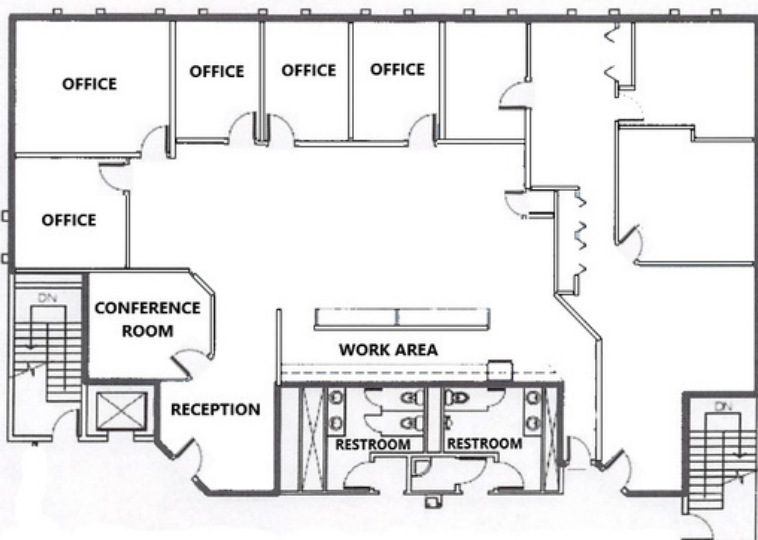 OFFICE
OFFICE
OFFICE
OFFICE
OFFICE
DN
CONFERENCE
ROOM
WORK AREA
RECEPTION
RESTROOM
RESTROOM
DN